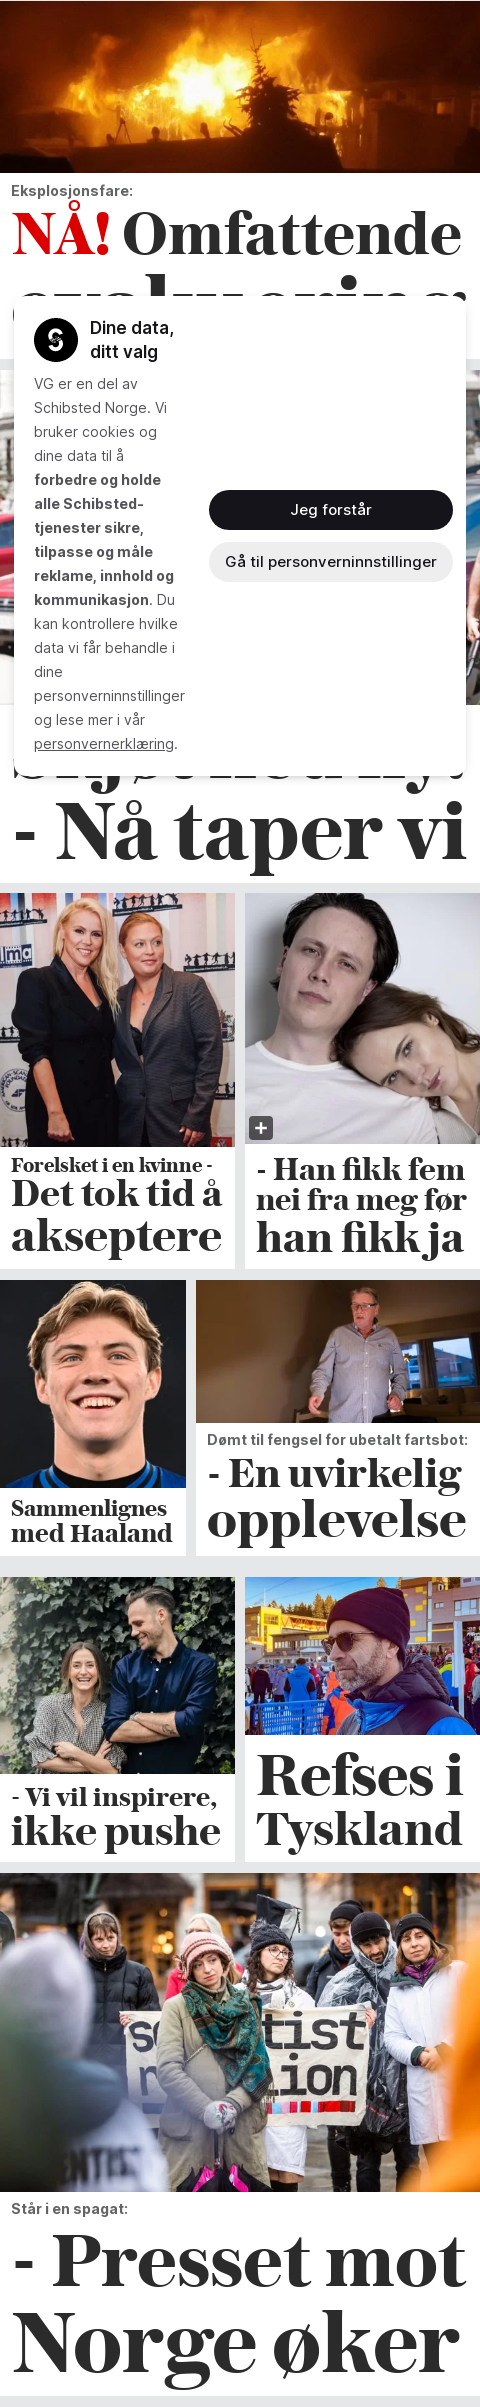 Eksplosjonsfare:
NÅ! Omfattende
Dine data,
ditt valg
VG er en del av
Schibsted Norge. Vi
bruker cookies og
dine data til å
forbedre og holde
alle Schibsted-
tjenester sikre,
tilpasse og måle
reklame, innhold og
kommunikasjon. Du
kan kontrollere hvilke
data vi får behandle i
dine
personverninnstillinger
og lese mer i vår
personvernerklæring.
Jeg forstår
Gå til personverninnstillinger
- Nå taper vi
Forelsket i en kvinne -
Det tok tid å
akseptere
- Han fikk fem
nei fra meg før
han fikk ja
Sammenlignes
med Haaland
Dømt til fengsel for ubetalt fartsbot:
- En uvirkelig
opplevelse
- Vi vil inspirere,
ikke pushe
Refses i
Tyskland
Står i en spagat:
- Presset mot
Norge øker